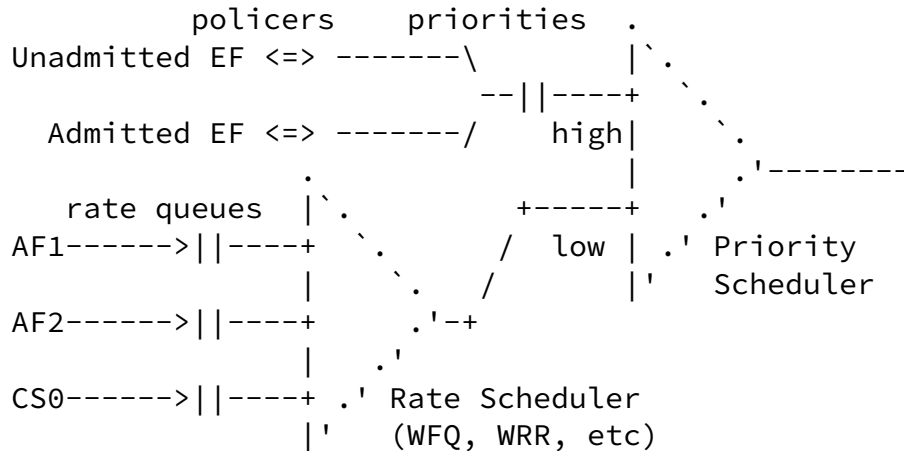 policers priorities
Unadmitted EF <=>
Admitted EF <=> high
rate queues
AF1 low Priority
Scheduler
AF2
CS0 Rate Scheduler
(WFQ, WRR, etc)